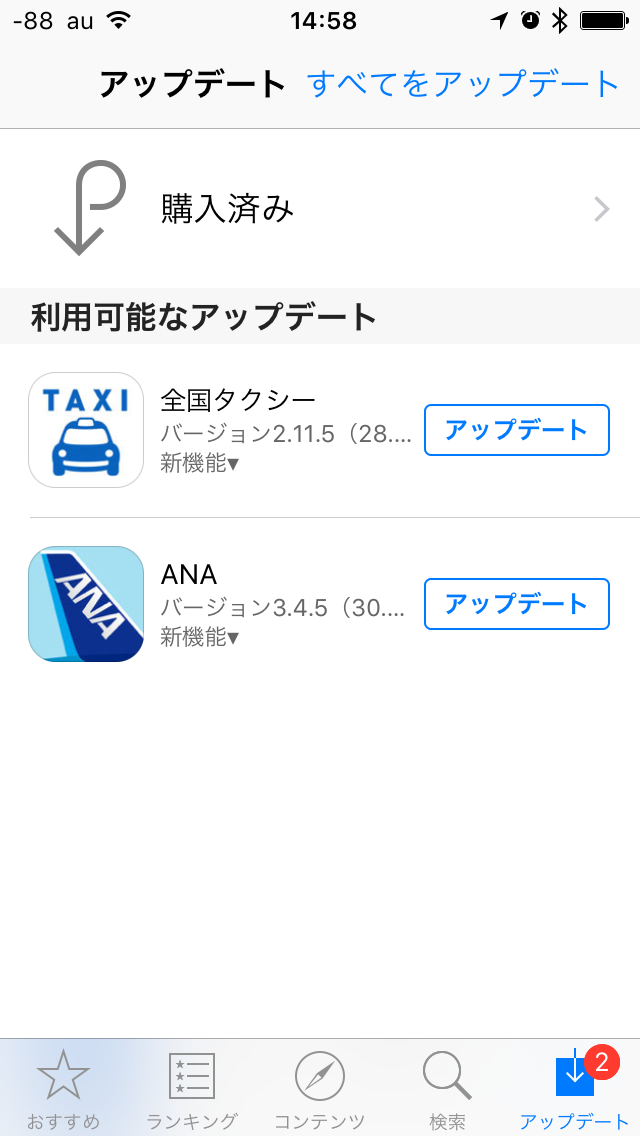 -88 au 14:58
アップデート すべてをアップデート
購入済み
利用可能なアップデート
TAXI
全国タクシー
バージョン2.11.5（28....
新機能▾
アップデート
ANA
ANA
バージョン3.4.5（30....
新機能▾
アップデート
2
おすすめ ランキング コンテンツ 検索 アップデート